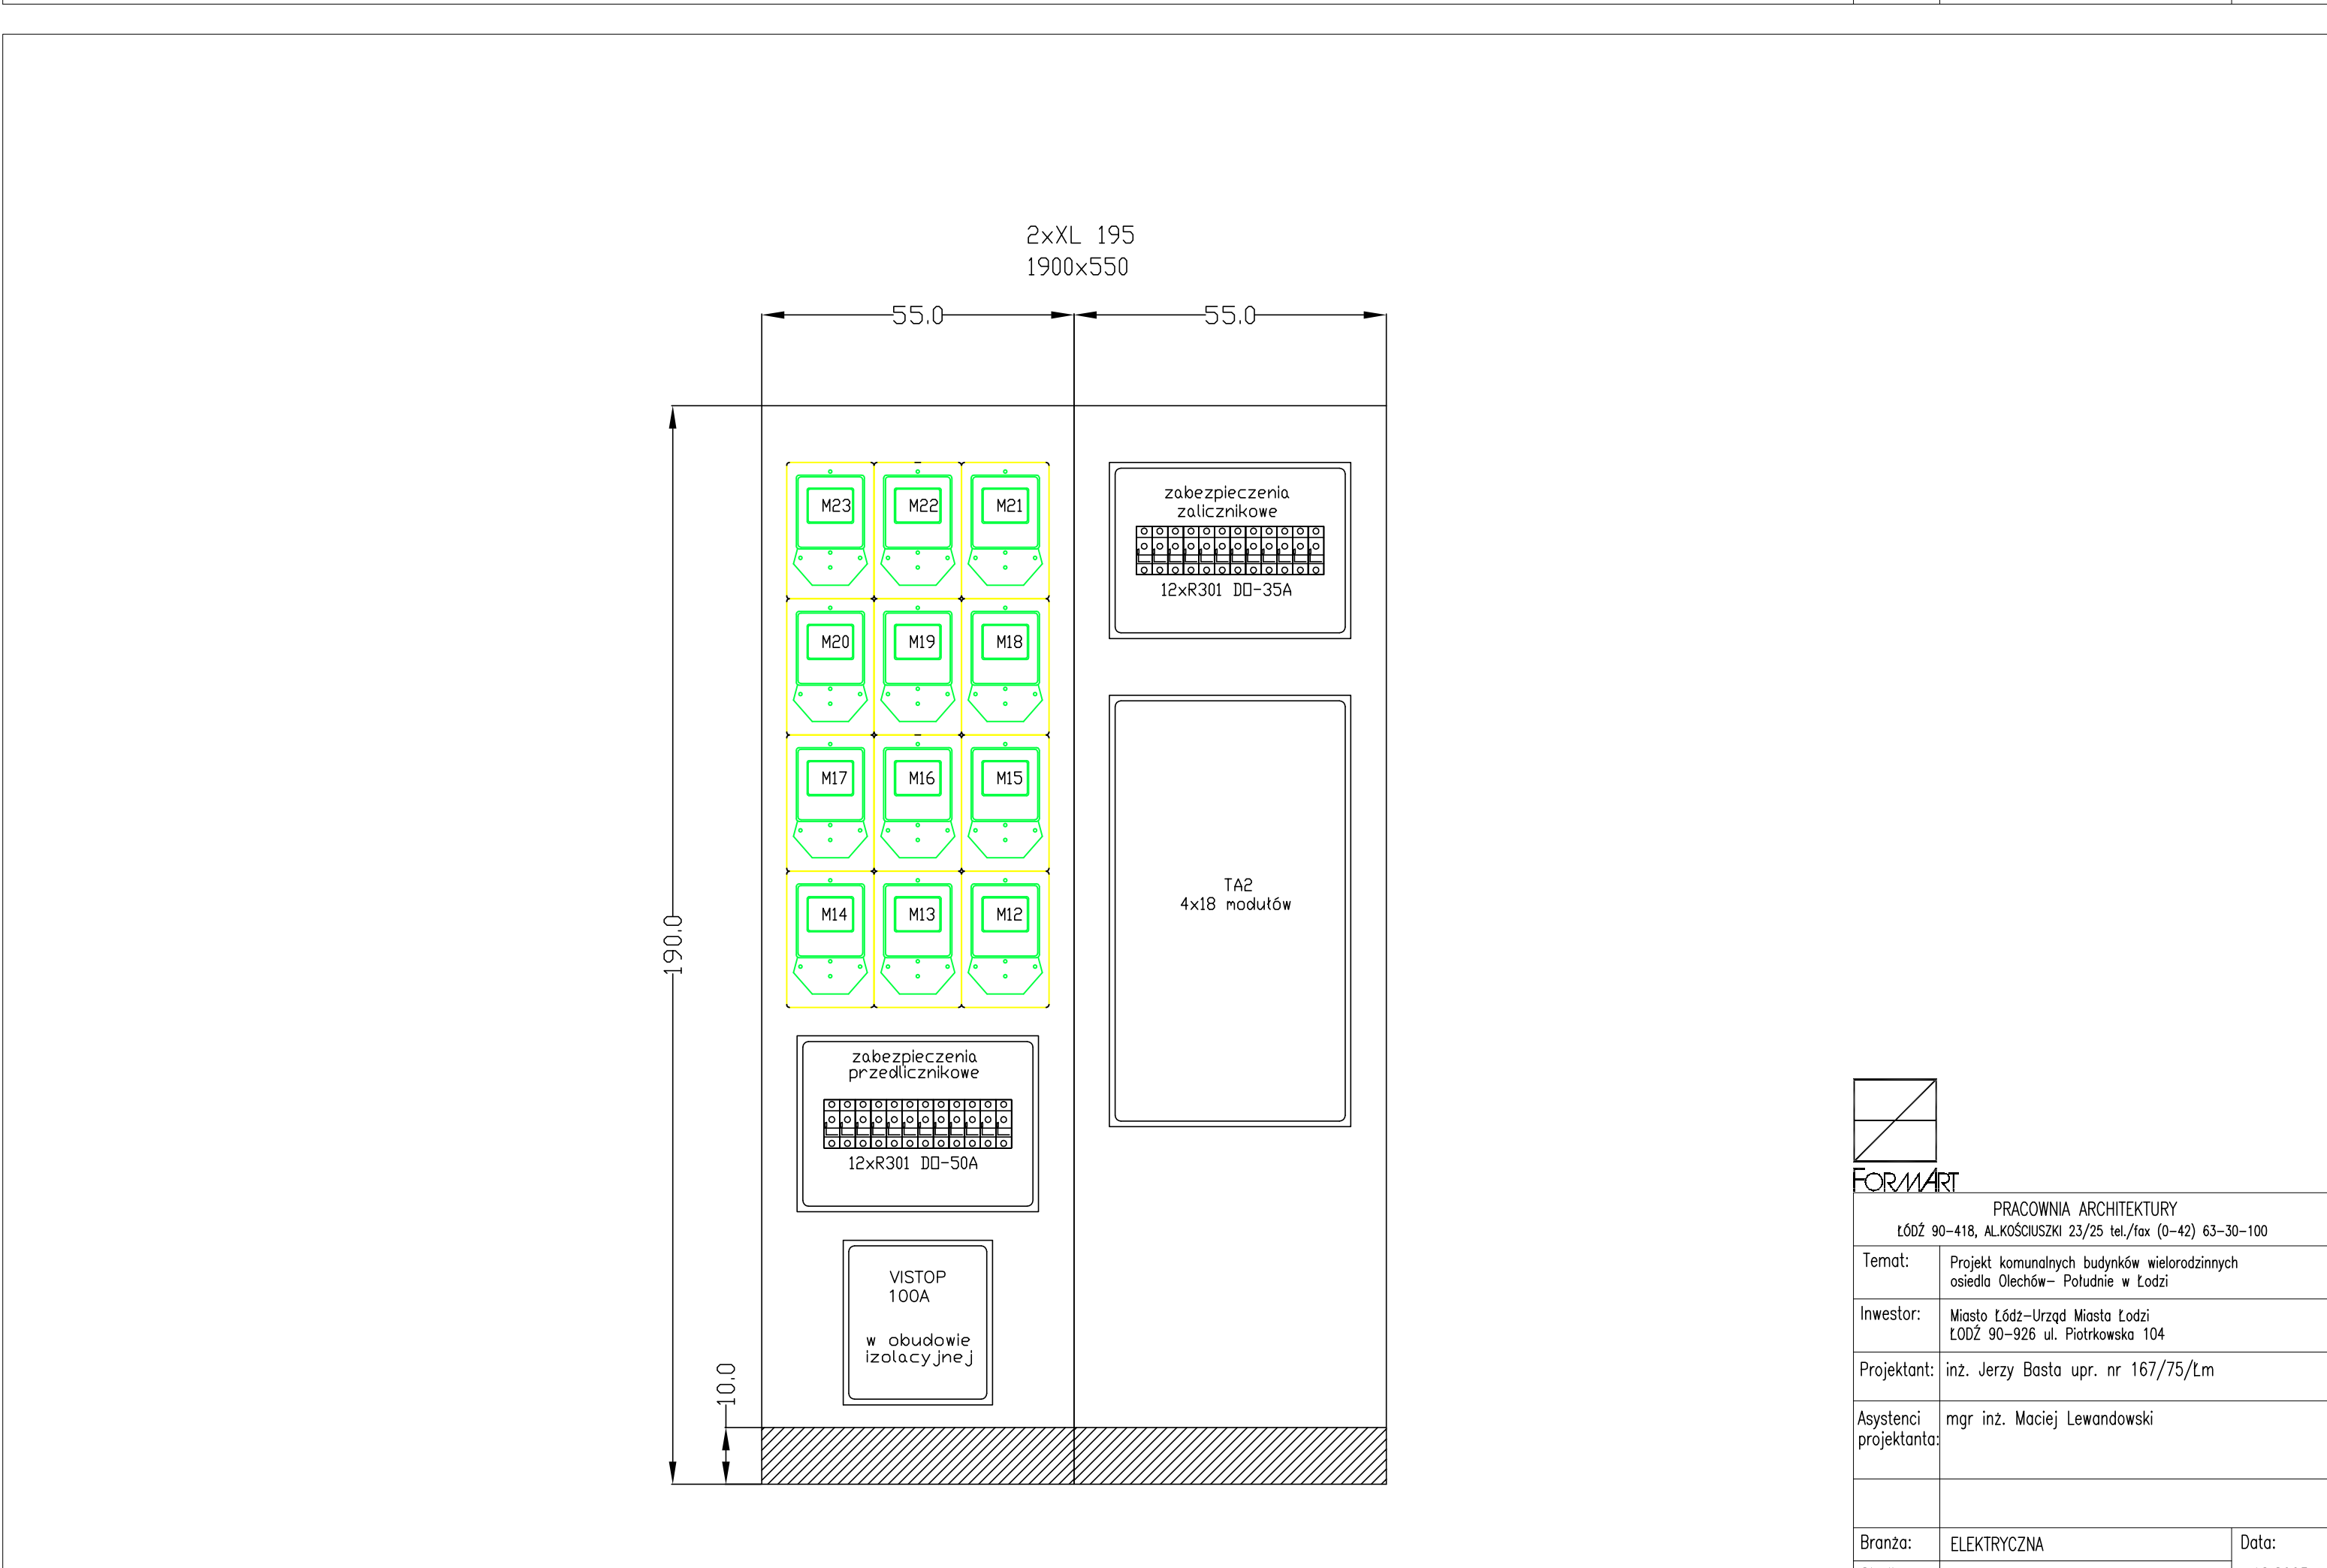 2xXL 195
1900x550
55.0
55.0
190.0
10.0
M23
M22
M21
M20
M19
M18
M17
M16
M15
M14
M13
M12
zabezpieczenia
przedlicznikowe
12xR301 DO-50A
VISTOP
100A
w obudowie
izolacyjnej
zabezpieczenia
zalicznikowe
12xR301 DO-35A
TA2
4x18 modułów
FORMART
PRACOWNIA ARCHITEKTURY
ŁÓDŹ 90-418, AL.KOŚCIUSZKI 23/25 tel./fax (0-42) 63-30-100
Temat:
Projekt komunalnych budynków wielorodzinnych
osiedla Olechów- Południe w Łodzi
Inwestor:
Miasto Łódź-Urząd Miasta Łodzi
ŁODŹ 90-926 ul. Piotrkowska 104
Projektant:
inż. Jerzy Basta upr. nr 167/75/Łm
Asystenci
projektanta:
mgr inż. Maciej Lewandowski
Branża:
ELEKTRYCZNA
Data: